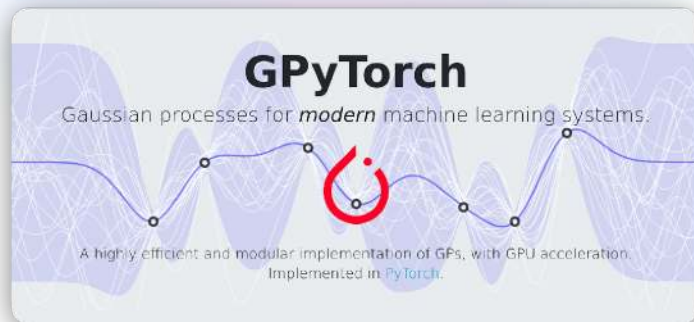 GPyTorch
Gaussian processes for modern machine learning systems.
A highly efficient and modular implementation of GPs, with GPU acceleration.
Implemented in PyTorch.